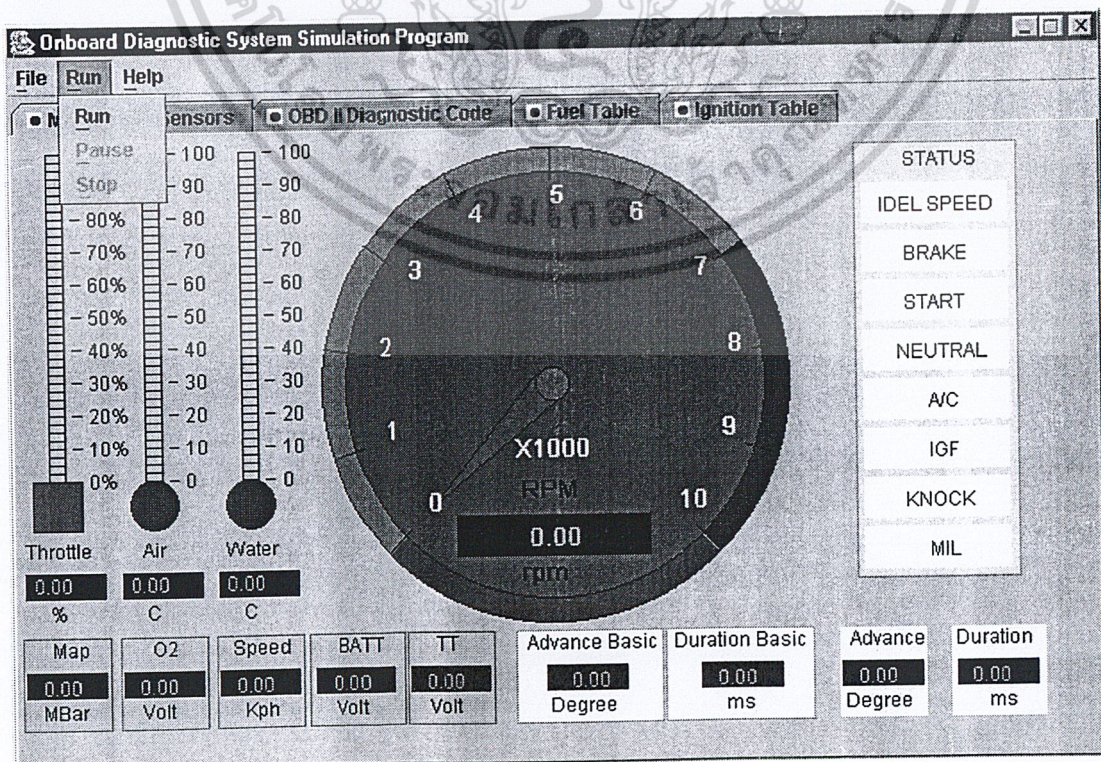 Onboard Diagnostic System Simulation Program
File Run Help
Run
Pause
Stop
Sensors
OBD II Diagnostic Code
Fuel Table
Ignition Table
80%
70%
60%
50%
40%
30%
20%
10%
0%
100
90
80
70
60
50
40
30
20
10
0
100
90
80
70
60
50
40
30
20
10
0
Throttle
0.00
%
Air
0.00
C
Water
0.00
C
0
1
2
3
4
5
6
7
8
9
10
X1000
RPM
0.00
rpm
STATUS
IDEL SPEED
BRAKE
START
NEUTRAL
A/C
IGF
KNOCK
MIL
Map
0.00
MBar
O2
0.00
Volt
Speed
0.00
Kph
BATT
0.00
Volt
TT
0.00
Volt
Advance Basic
0.00
Degree
Duration Basic
0.00
ms
Advance
0.00
Degree
Duration
0.00
ms